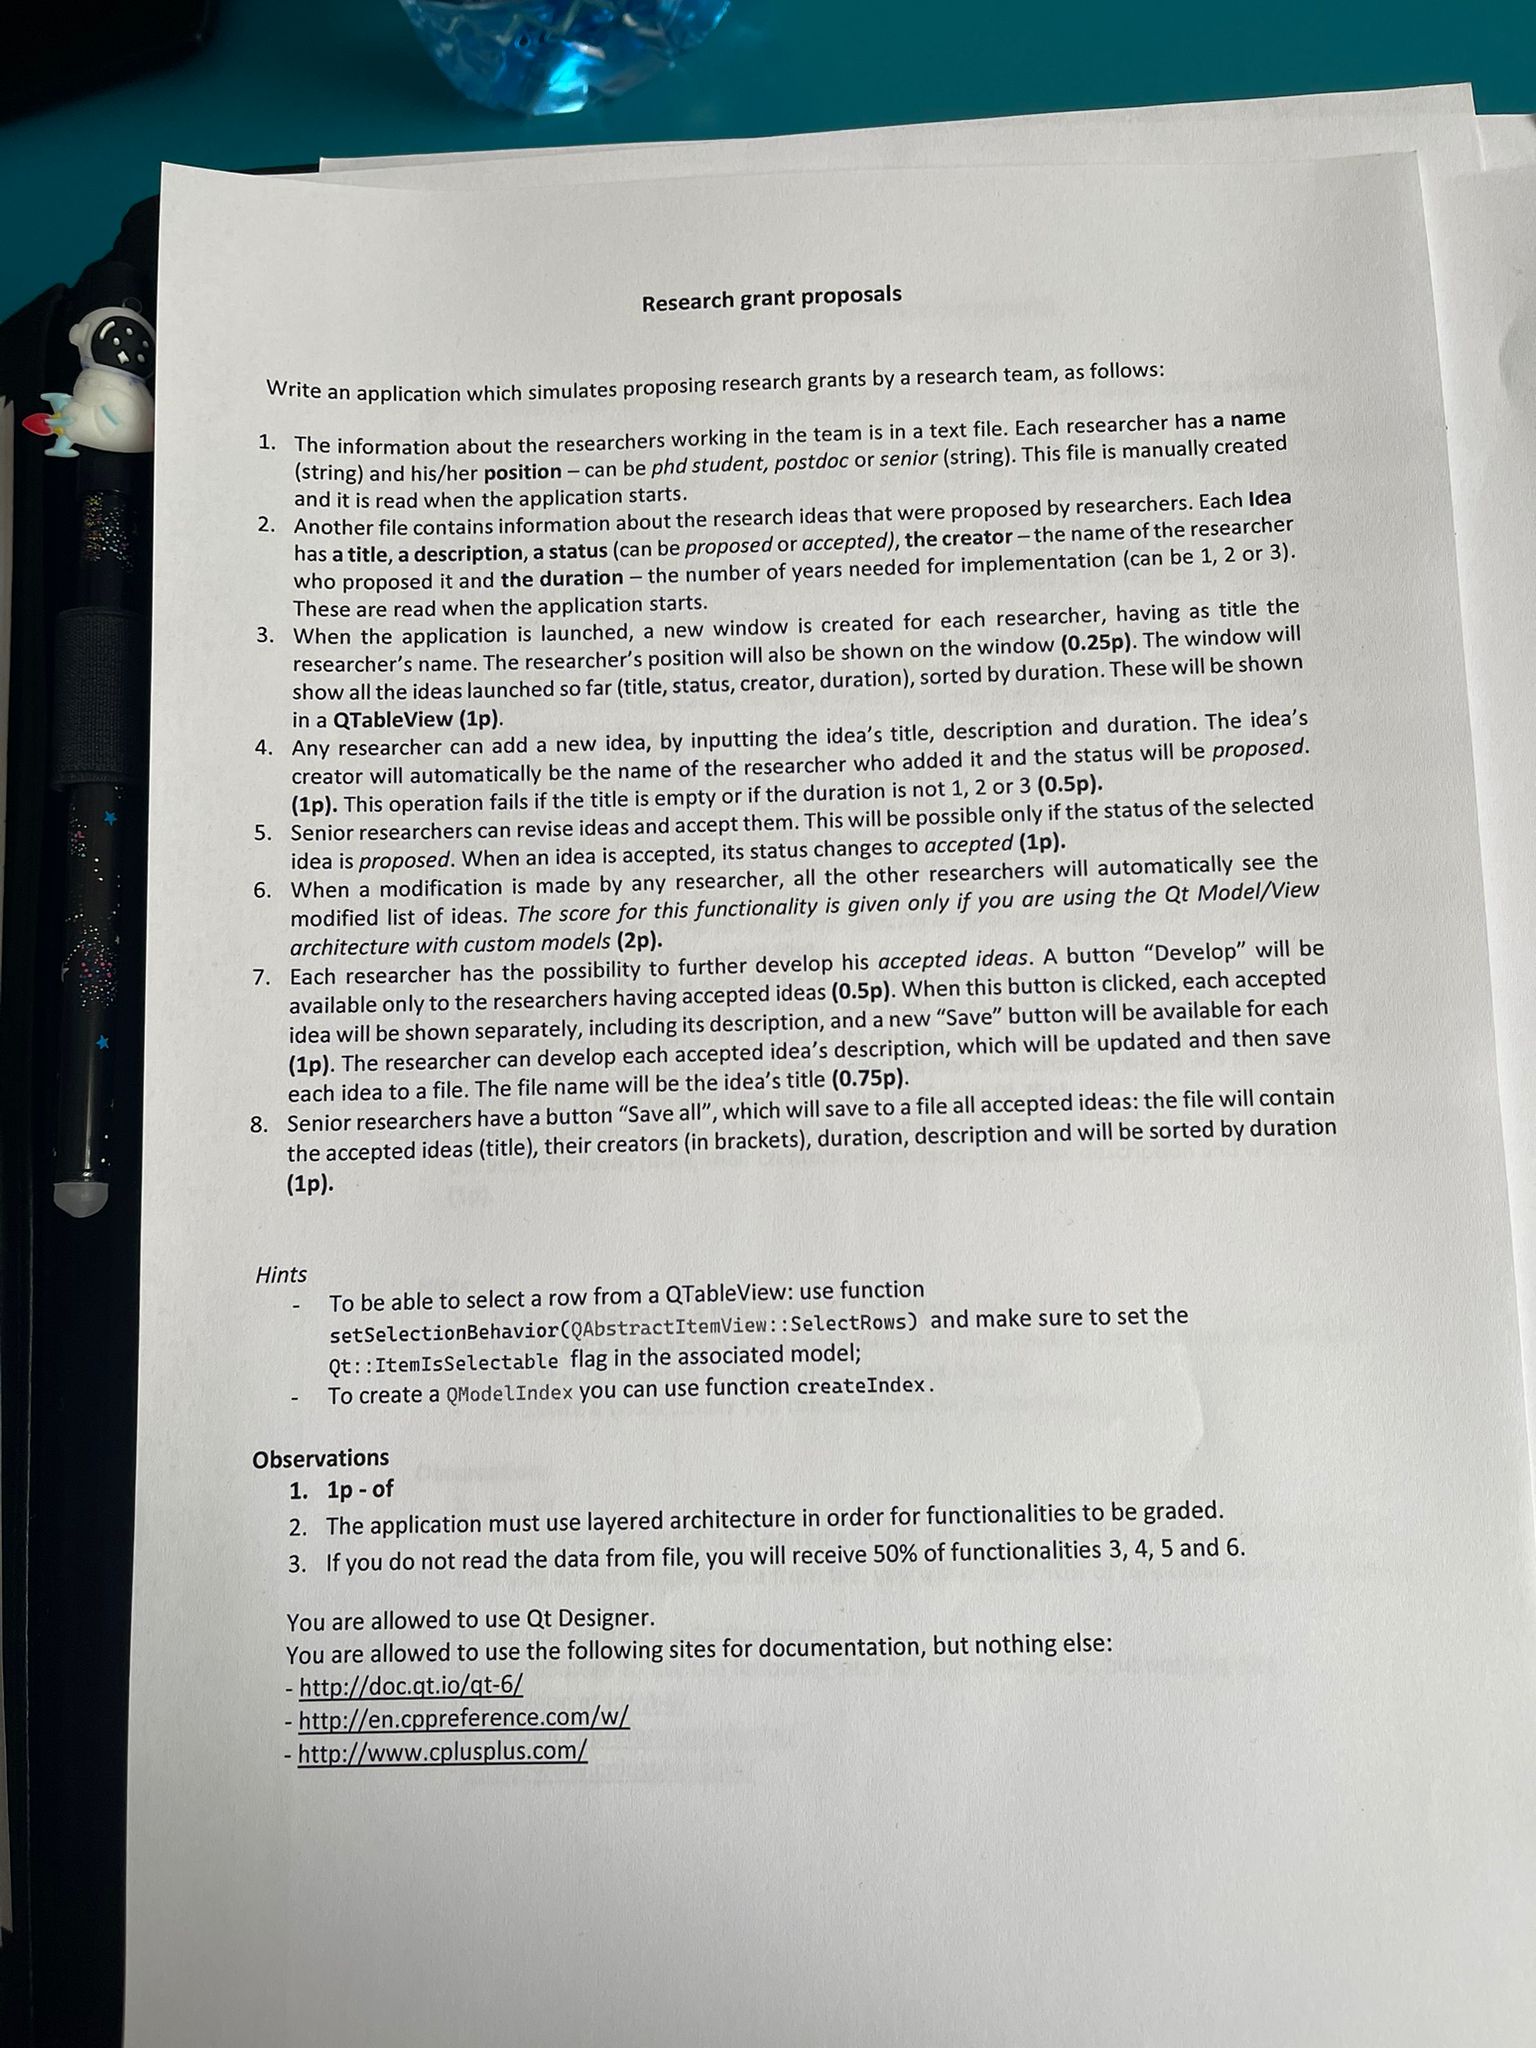 Research grant proposals
Write an application which simulates proposing research grants by a research team, as follows:
1. The information about the researchers working in the team is in a text file. Each researcher has a name
(string) and his/her position – can be phd student, postdoc or senior (string). This file is manually created
and it is read when the application starts.
2. Another file contains information about the research ideas that were proposed by researchers. Each Idea
has a title, a description, a status (can be proposed or accepted), the creator – the name of the researcher
who proposed it and the duration – the number of years needed for implementation (can be 1, 2 or 3).
These are read when the application starts.
3. When the application is launched, a new window is created for each researcher, having as title the
researcher's name. The researcher's position will also be shown on the window (0.25p). The window will
show all the ideas launched so far (title, status, creator, duration), sorted by duration. These will be shown
in a QTableView (1p).
4. Any researcher can add a new idea, by inputting the idea's title, description and duration. The idea's
creator will automatically be the name of the researcher who added it and the status will be proposed.
(1p). This operation fails if the title is empty or if the duration is not 1, 2 or 3 (0.5p).
5. Senior researchers can revise ideas and accept them. This will be possible only if the status of the selected
idea is proposed. When an idea is accepted, its status changes to accepted (1p).
6. When a modification is made by any researcher, all the other researchers will automatically see the
modified list of ideas. The score for this functionality is given only if you are using the Qt Model/View
architecture with custom models (2p).
7. Each researcher has the possibility to further develop his accepted ideas. A button "Develop" will be
available only to the researchers having accepted ideas (0.5p). When this button is clicked, each accepted
idea will be shown separately, including its description, and a new "Save" button will be available for each
(1p). The researcher can develop each accepted idea's description, which will be updated and then save
each idea to a file. The file name will be the idea's title (0.75p).
8. Senior researchers have a button "Save all", which will save to a file all accepted ideas: the file will contain
the accepted ideas (title), their creators (in brackets), duration, description and will be sorted by duration
(1p).
Hints
- To be able to select a row from a QTableView: use function
setSelectionBehavior(QAbstractItemView::SelectRows) and make sure to set the
Qt::ItemIsSelectable flag in the associated model;
- To create a QModelIndex you can use function createIndex.
Observations
1. 1p - of
2. The application must use layered architecture in order for functionalities to be graded.
3. If you do not read the data from file, you will receive 50% of functionalities 3, 4, 5 and 6.
You are allowed to use Qt Designer.
You are allowed to use the following sites for documentation, but nothing else:
- http://doc.qt.io/qt-6/
- http://en.cppreference.com/w/
- http://www.cplusplus.com/